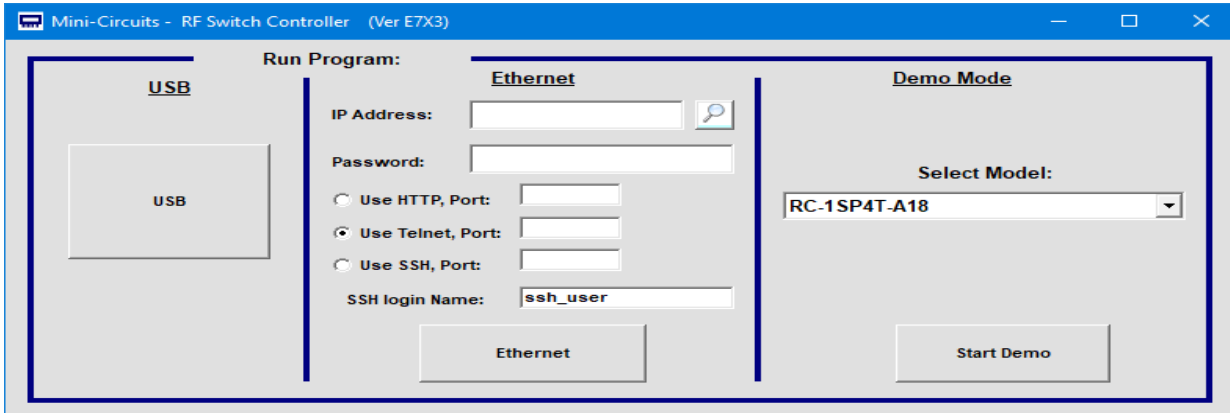 Mini-Circuits - RF Switch Controller (Ver E7X3)
Run Program:
USB
USB
Ethernet
IP Address:
Password:
Use HTTP, Port:
Use Telnet, Port:
Use SSH, Port:
SSH login Name: ssh_user
Ethernet
Demo Mode
Select Model:
RC-1SP4T-A18
Start Demo